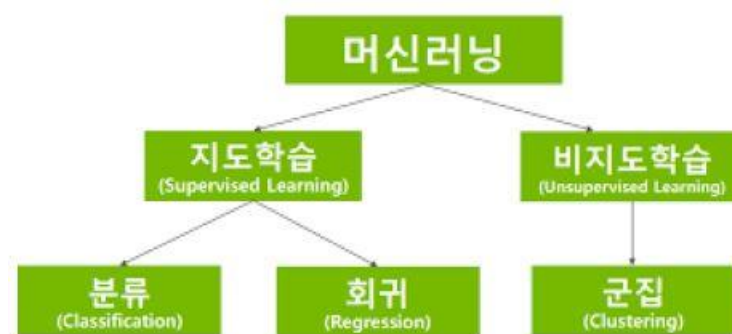 머신러닝
지도학습
(Supervised Learning)
비지도학습
(Unsupervised Learning)
분류
(Classification)
회귀
(Regression)
군집
(Clustering)